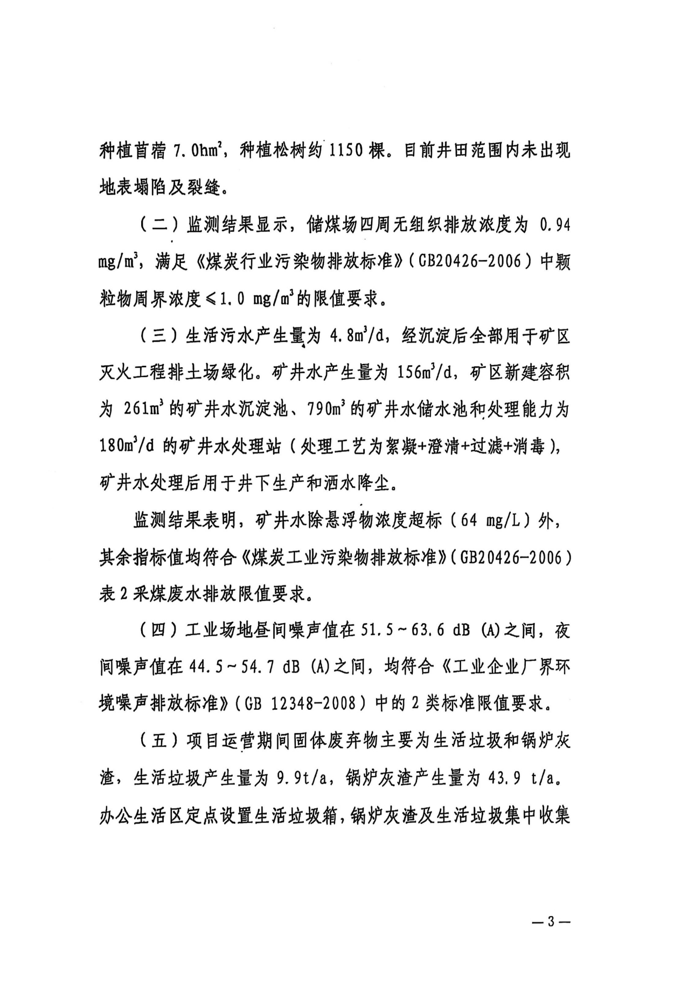 种植苜蓿 7.0hm²，种植松树约 1150 棵。目前井田范围内未出现
地表塌陷及裂缝。
（二）监测结果显示，储煤场四周无组织排放浓度为 0.94
mg/m³，满足《煤炭行业污染物排放标准》（GB20426-2006）中颗
粒物周界浓度≤1.0 mg/m³的限值要求。
（三）生活污水产生量为 4.8m³/d，经沉淀后全部用于矿区
灭火工程排土场绿化。矿井水产生量为 156m³/d，矿区新建容积
为 261m³的矿井水沉淀池、790m³的矿井水储水池和处理能力为
180m³/d 的矿井水处理站（处理工艺为絮凝+澄清+过滤+消毒），
矿井水处理后用于井下生产和洒水降尘。
监测结果表明，矿井水除悬浮物浓度超标（64 mg/L）外，
其余指标值均符合《煤炭工业污染物排放标准》（GB20426-2006）
表 2 采煤废水排放限值要求。
（四）工业场地昼间噪声值在 51.5~63.6 dB (A)之间，夜
间噪声值在 44.5~54.7 dB (A)之间，均符合《工业企业厂界环
境噪声排放标准》（GB 12348-2008）中的 2 类标准限值要求。
（五）项目运营期间固体废弃物主要为生活垃圾和锅炉灰
渣，生活垃圾产生量为 9.9t/a，锅炉灰渣产生量为 43.9 t/a。
办公生活区定点设置生活垃圾箱，锅炉灰渣及生活垃圾集中收集
— 3 —